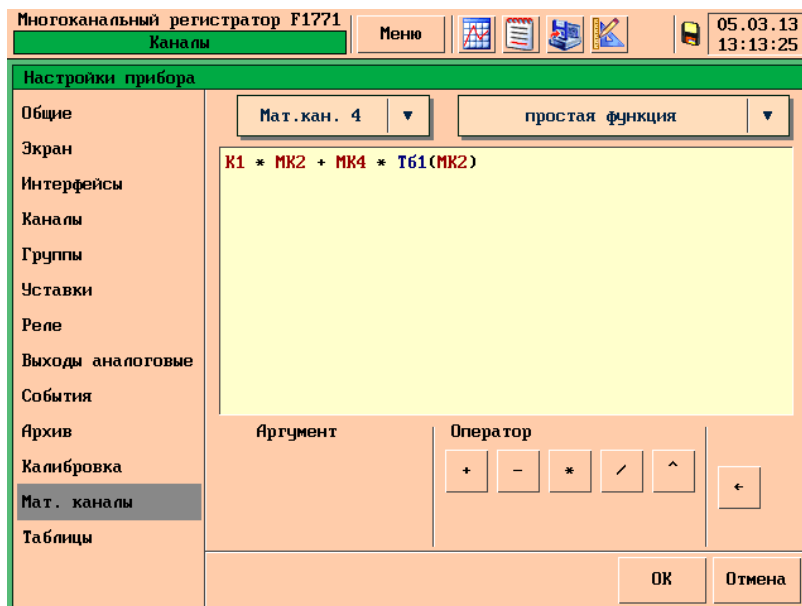 Многоканальный регистратор F1771
Каналы
Меню
05.03.13
13:13:25
Настройки прибора
Общие
Экран
Интерфейсы
Каналы
Группы
Уставки
Реле
Выходы аналоговые
События
Архив
Калибровка
Мат. каналы
Таблицы
Мат.кан. 4
простая функция
К1 * МК2 + МК4 * Тб1(МК2)
Аргумент
Оператор
+ - * / ^
←
ОК
Отмена